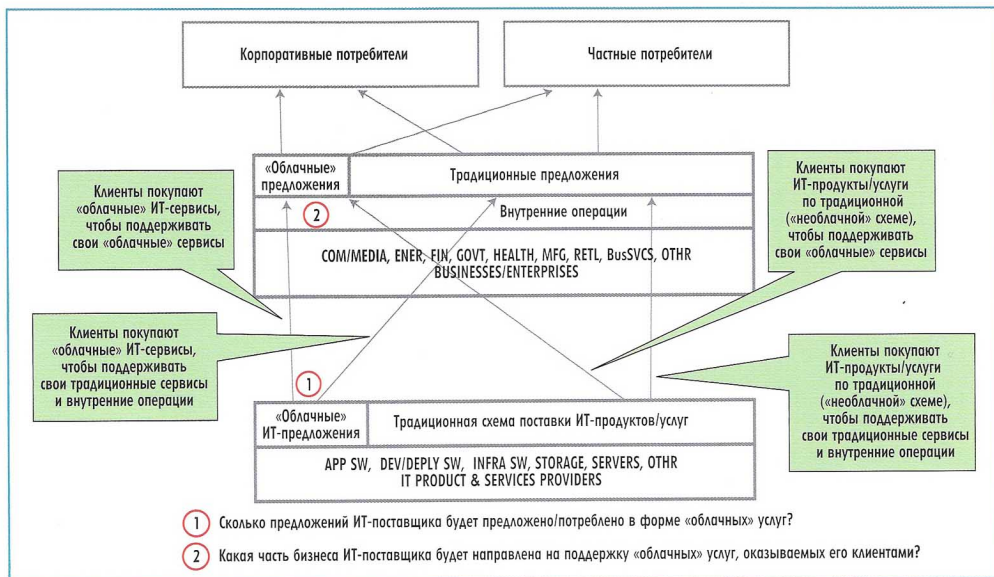 Корпоративные потребители
Частные потребители
«Облачные»
предложения
Традиционные предложения
2
Внутренние операции
COM/MEDIA, ENER, FIN, GOVT, HEALTH, MFG, RETL, BusSVCS, OTHR
BUSINESSES/ENTERPRISES
Клиенты покупают
«облачные» ИТ-сервисы,
чтобы поддерживать
свои «облачные» сервисы
Клиенты покупают
ИТ-продукты/услуги
по традиционной
(«необлачной» схеме),
чтобы поддерживать
свои «облачные» сервисы
Клиенты покупают
«облачные» ИТ-сервисы,
чтобы поддерживать
свои традиционные сервисы
и внутренние операции
Клиенты покупают
ИТ-продукты/услуги
по традиционной
(«необлачной» схеме),
чтобы поддерживать
свои традиционные сервисы
и внутренние операции
1
«Облачные»
ИТ-предложения
Традиционная схема поставки ИТ-продуктов/услуг
APP SW, DEV/DEPLY SW, INFRA SW, STORAGE, SERVERS, OTHR
IT PRODUCT & SERVICES PROVIDERS
1 Сколько предложений ИТ-поставщика будет предложено/потреблено в форме «облачных» услуг?
2 Какая часть бизнеса ИТ-поставщика будет направлена на поддержку «облачных» услуг, оказываемых его клиентами?